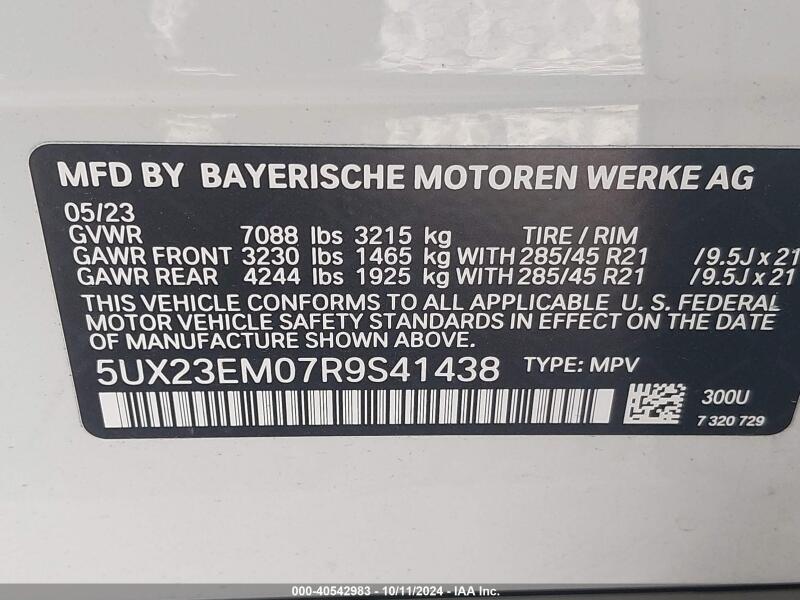 MFD BY BAYERISCHE MOTOREN WERKE AG
05/23
GVWR 7088 lbs 3215 kg TIRE / RIM
GAWR FRONT 3230 lbs 1465 kg WITH 285/45 R21 /9.5J x 21
GAWR REAR 4244 lbs 1925 kg WITH 285/45 R21 /9.5J x 21
THIS VEHICLE CONFORMS TO ALL APPLICABLE U. S. FEDERAL
MOTOR VEHICLE SAFETY STANDARDS IN EFFECT ON THE DATE
OF MANUFACTURE SHOWN ABOVE.
5UX23EM07R9S41438 TYPE: MPV
300U
7 320 729
000-40542983 - 10/11/2024 - IAA Inc.